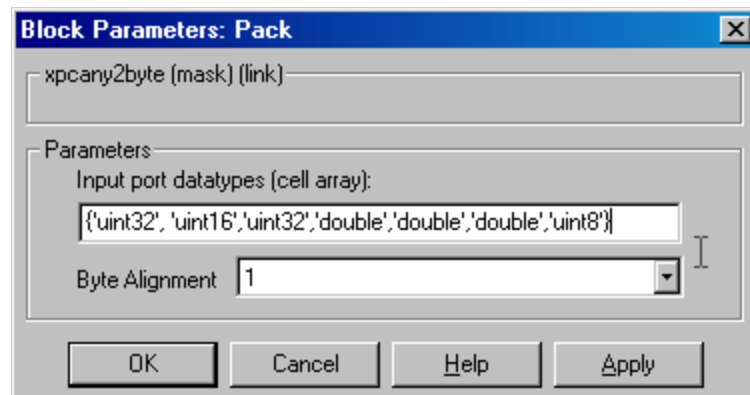 Block Parameters: Pack
xpcany2byte (mask) (link)
Parameters
Input port datatypes (cell array):
{'uint32', 'uint16','uint32','double','double','double','uint8'}
Byte Alignment 1
OK Cancel Help Apply